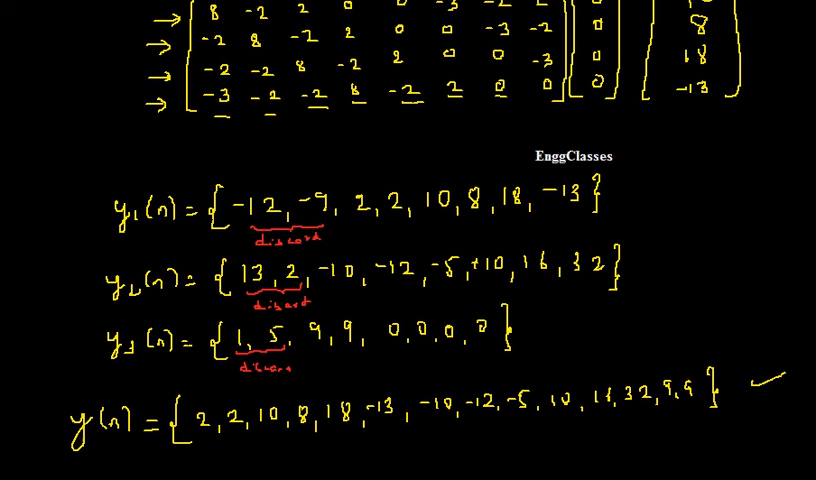 → 8 -2 2 0 0 -3 -2
→ -2 8 -2 2 0 0 -3 -2 0 8
→ -2 -2 8 -2 2 0 0 -3 0 18
→ -3 -2 -2 8 -2 2 0 0 0 -13
EnggClasses
y₁(n) = { -12, -9, 2, 2, 10, 8, 18, -13}
discard
y₂(n) = { 13, 2, -10, -12, -5, +10, 16, 32}
discard
y₃(n) = { 1, 5, 9, 9, 0, 0, 0, 0}
y(n) = { 2, 2, 10, 8, 18, -13, -10, -12, -5, 10, 16, 32, 9, 9 } ✓